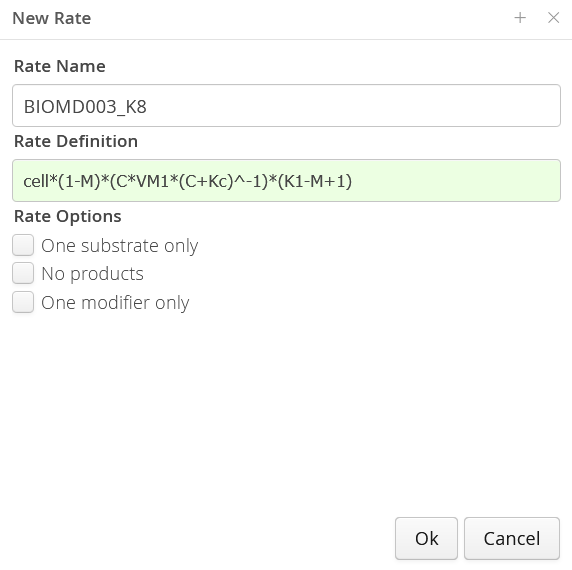 New Rate
Rate Name
BIOMD003_K8
Rate Definition
cell*(1-M)*(C*VM1*(C+Kc)^-1)*(K1-M+1)
Rate Options
One substrate only
No products
One modifier only
Ok Cancel